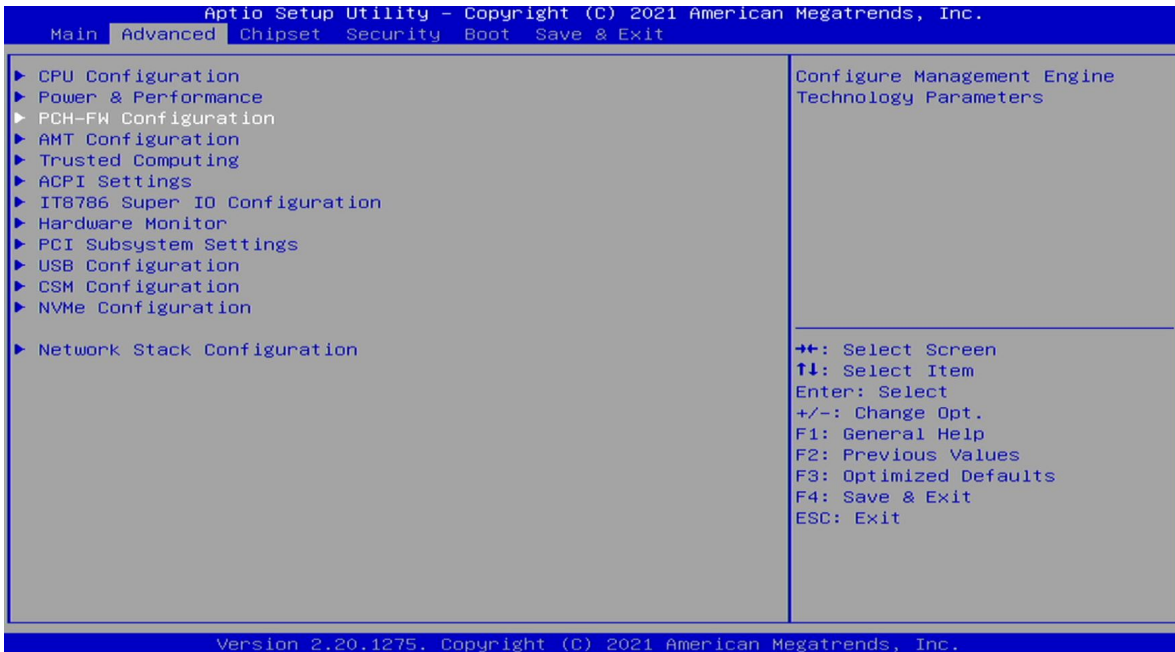 Aptio Setup Utility – Copyright (C) 2021 American Megatrends, Inc.
Main Advanced Chipset Security Boot Save & Exit
▶ CPU Configuration
▶ Power & Performance
▶ PCH-FW Configuration
▶ AMT Configuration
▶ Trusted Computing
▶ ACPI Settings
▶ IT8786 Super IO Configuration
▶ Hardware Monitor
▶ PCI Subsystem Settings
▶ USB Configuration
▶ CSM Configuration
▶ NVMe Configuration
▶ Network Stack Configuration
Configure Management Engine
Technology Parameters
→←: Select Screen
↑↓: Select Item
Enter: Select
+/-: Change Opt.
F1: General Help
F2: Previous Values
F3: Optimized Defaults
F4: Save & Exit
ESC: Exit
Version 2.20.1275. Copyright (C) 2021 American Megatrends, Inc.